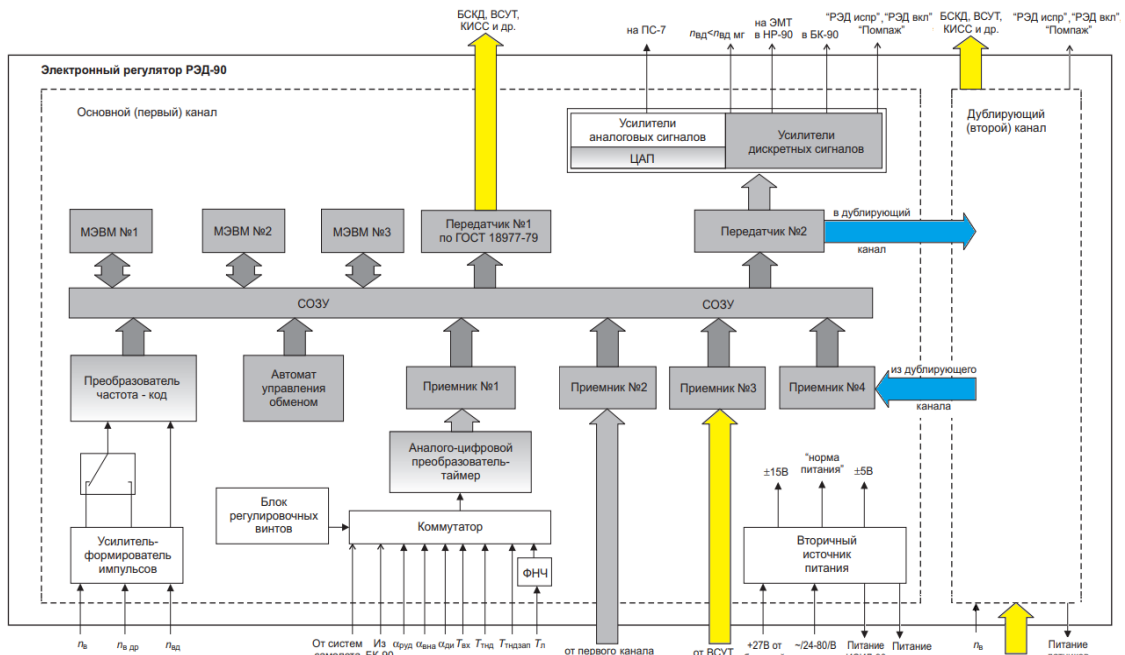 БСКД, ВСУТ,
КИСС и др.
на ПС-7
nвд<nвд мг
на ЭМТ
в НР-90
в БК-90
"РЭД испр", "РЭД вкл"
"Помпаж"
БСКД, ВСУТ,
КИСС и др.
"РЭД испр", "РЭД вкл",
"Помпаж"
Электронный регулятор РЭД-90
Основной (первый) канал
Дублирующий
(второй) канал
Усилители
аналоговых сигналов
ЦАП
Усилители
дискретных сигналов
МЭВМ №1
МЭВМ №2
МЭВМ №3
Передатчик №1
по ГОСТ 18977-79
Передатчик №2
в дублирующий
канал
СОЗУ
СОЗУ
Преобразователь
частота - код
Автомат
управления
обменом
Приемник №1
Приемник №2
Приемник №3
Приемник №4
из дублирующего
канала
Аналого-цифровой
преобразователь-
таймер
Блок
регулировочных
винтов
Коммутатор
ФНЧ
Усилитель-
формирователь
импульсов
±15В
"норма
питания"
±5В
Вторичный
источник
питания
nв
nв др
nвд
От систем
Из
αруд
αвна
αди
Tвх
Tтнд
Tтндзап
Tл
от первого канала
от ВСУТ
+27В от
~/24-80/В
Питание
Питание
nв
Питание